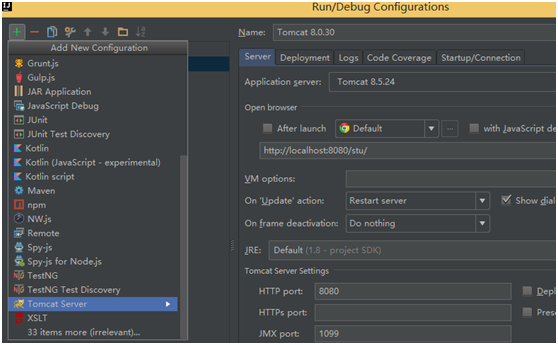 Run/Debug Configurations
Add New Configuration
Grunt.js
Gulp.js
JAR Application
JavaScript Debug
JUnit
JUnit Test Discovery
Kotlin
Kotlin (JavaScript - experimental)
Kotlin script
Maven
npm
NW.js
Remote
Spy-js
Spy-js for Node.js
TestNG
TestNG Test Discovery
Tomcat Server
XSLT
33 items more (irrelevant)...
Name: Tomcat 8.0.30
Server Deployment Logs Code Coverage Startup/Connection
Application server: Tomcat 8.5.24
Open browser
After launch Default ... with JavaScript de
http://localhost:8080/stu/
VM options:
On 'Update' action: Restart server Show dial
On frame deactivation: Do nothing
JRE: Default (1.8 - project SDK)
Tomcat Server Settings
HTTP port: 8080 Depl
HTTPs port: Prese
JMX port: 1099